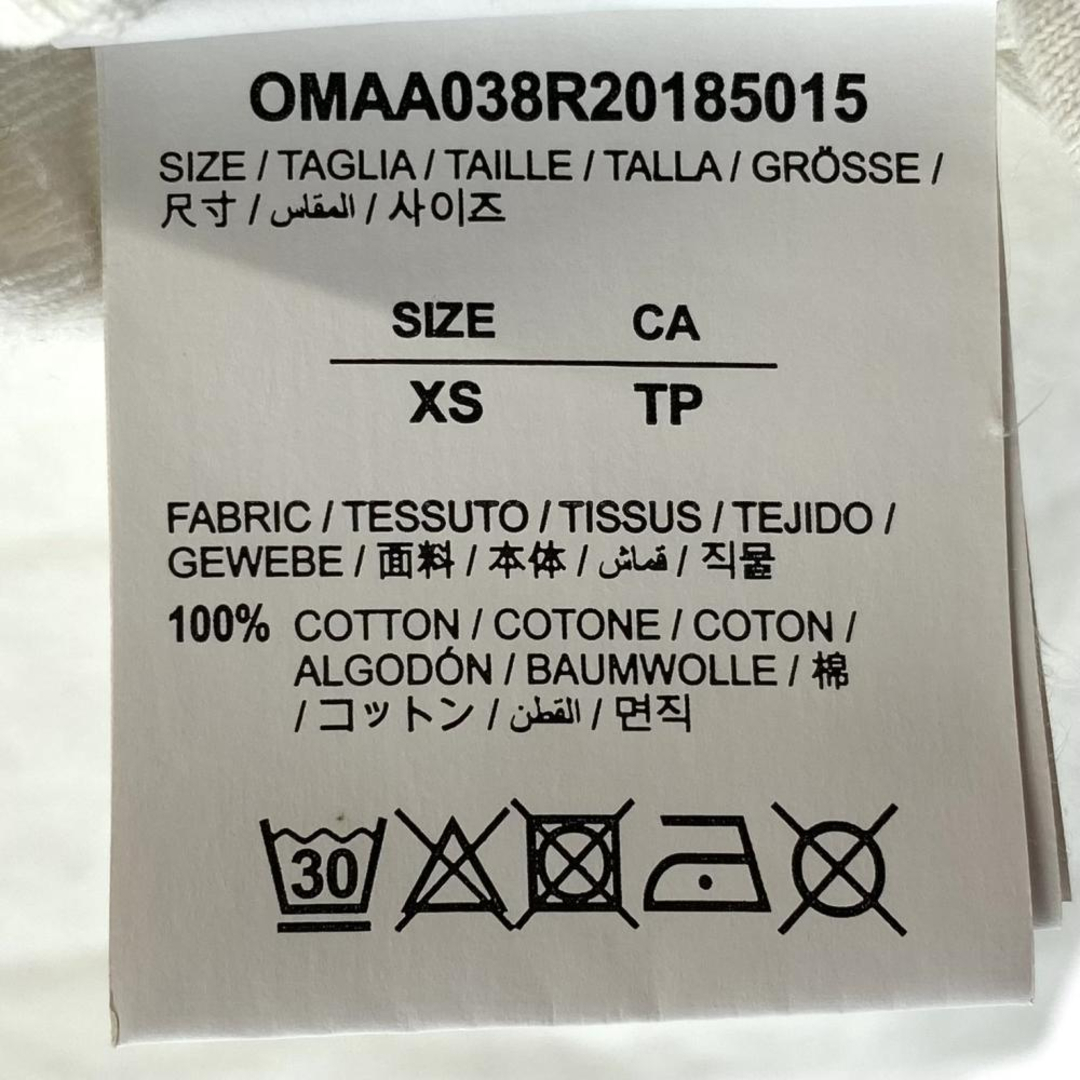 OMAA038R20185015
SIZE / TAGLIA / TAILLE / TALLA / GRÖSSE /
尺寸 / المقاس / 사이즈
SIZE CA
XS TP
FABRIC / TESSUTO / TISSUS / TEJIDO /
GEWEBE / 面料 / 本体 / قماش / 직물
100% COTTON / COTONE / COTON /
ALGODÓN / BAUMWOLLE / 棉
/ コットン / القطن / 면직
30